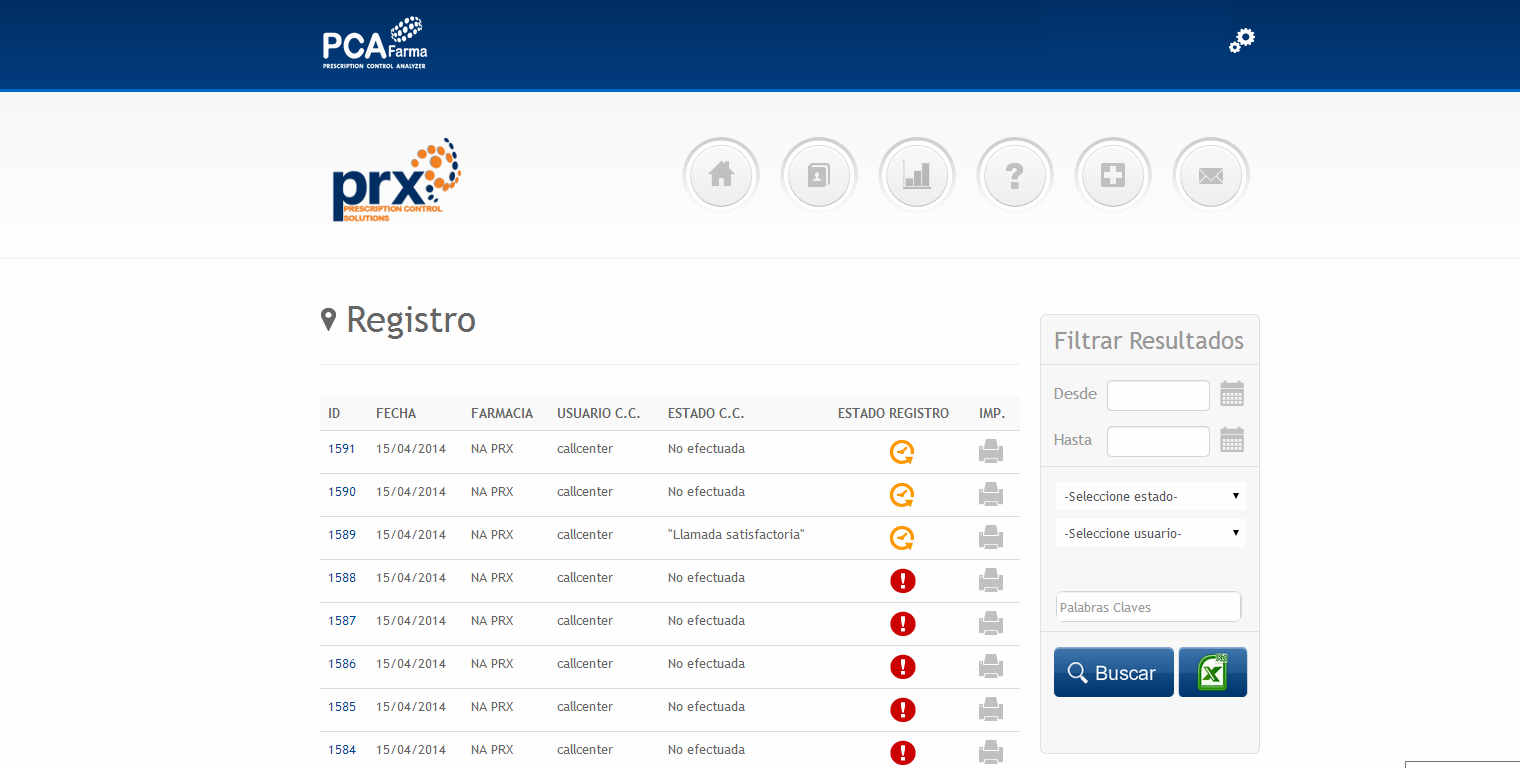 PCA Farma
PRESCRIPTION CONTROL ANALYZER
prx
PRESCRIPTION CONTROL
SOLUTIONS
Registro
ID FECHA FARMACIA USUARIO C.C. ESTADO C.C. ESTADO REGISTRO IMP.
1591 15/04/2014 NA PRX callcenter No efectuada
1590 15/04/2014 NA PRX callcenter No efectuada
1589 15/04/2014 NA PRX callcenter "Llamada satisfactoria"
1588 15/04/2014 NA PRX callcenter No efectuada
1587 15/04/2014 NA PRX callcenter No efectuada
1586 15/04/2014 NA PRX callcenter No efectuada
1585 15/04/2014 NA PRX callcenter No efectuada
1584 15/04/2014 NA PRX callcenter No efectuada
Filtrar Resultados
Desde
Hasta
-Seleccione estado-
-Seleccione usuario-
Palabras Claves
Buscar